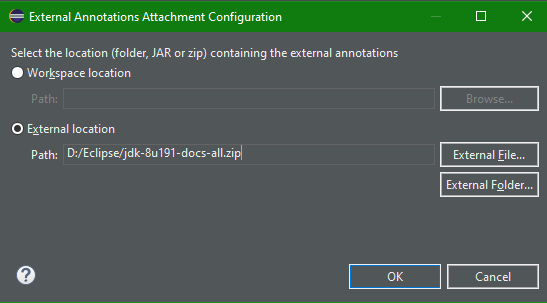 External Annotations Attachment Configuration
Select the location (folder, JAR or zip) containing the external annotations
Workspace location
Path:
Browse...
External location
Path: D:/Eclipse/jdk-8u191-docs-all.zip
External File...
External Folder...
?
OK
Cancel